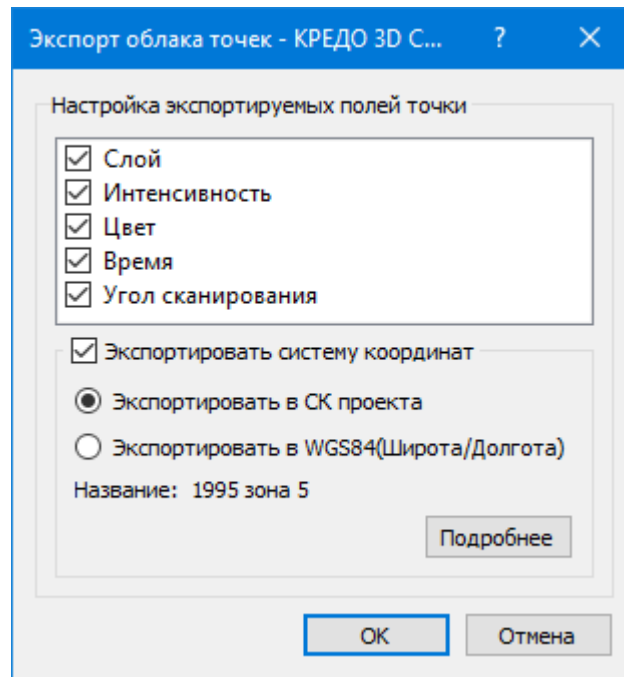 Экспорт облака точек - КРЕДО 3D С... ?
Настройка экспортируемых полей точки
Слой
Интенсивность
Цвет
Время
Угол сканирования
Экспортировать систему координат
Экспортировать в СК проекта
Экспортировать в WGS84(Широта/Долгота)
Название: 1995 зона 5
Подробнее
ОК Отмена